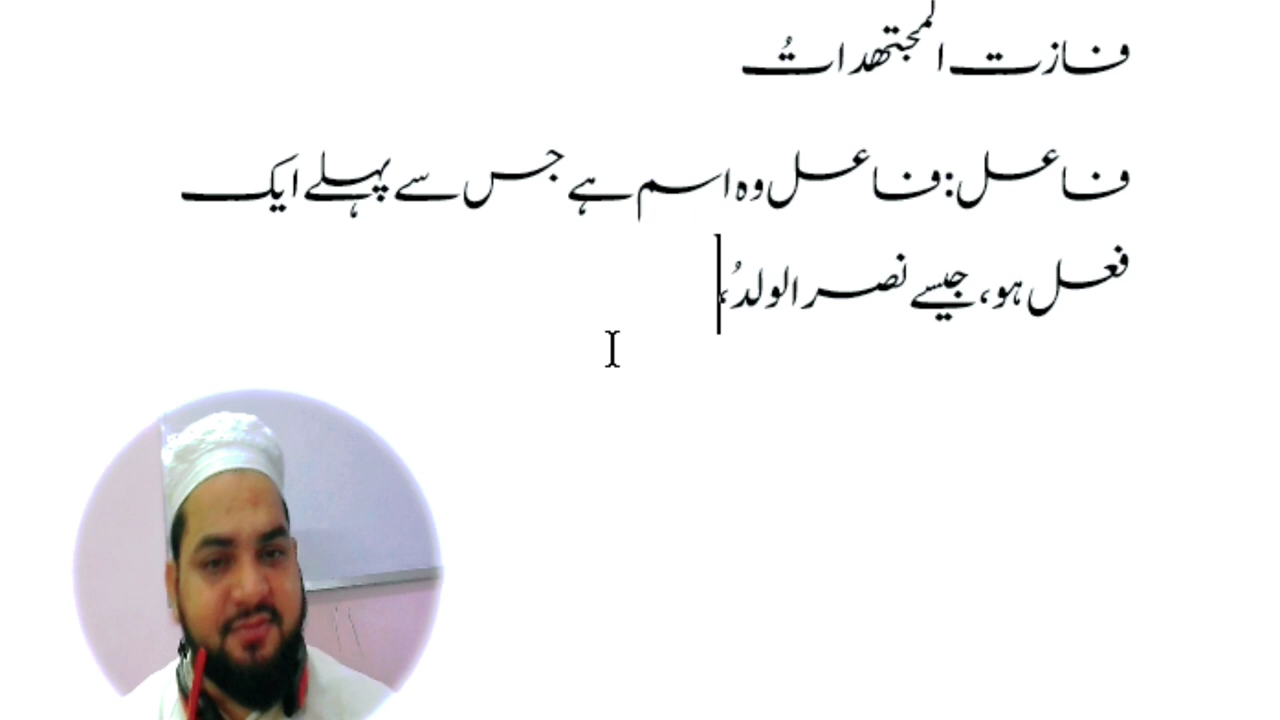 فازت المجتھداتُ
فاعل: فاعل وہ اسم ہے جس سے پہلے ایک
فعل ہو، جیسے نصر الولدُ،